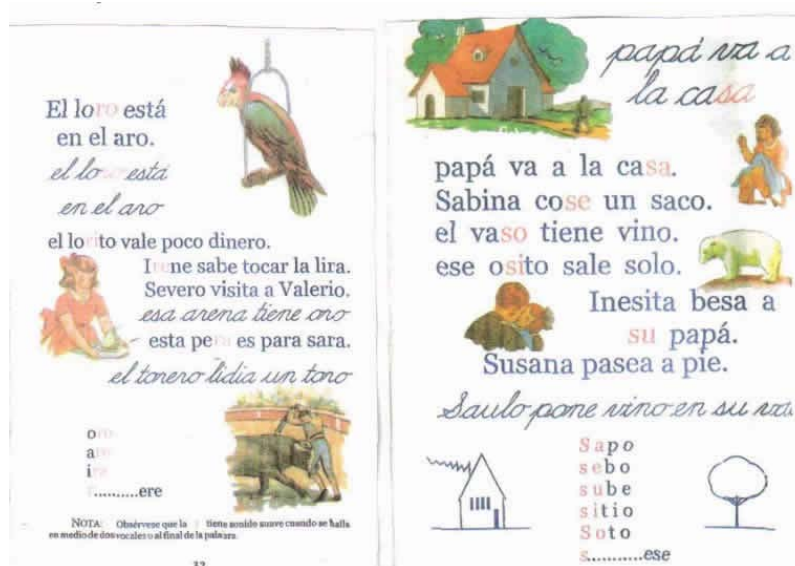 El loro está
en el aro.
el loro está
en el aro
el lorito vale poco dinero.
Irene sabe tocar la lira.
Severo visita a Valerio.
esa arena tiene oro
esta pera es para sara.
el torero lidia un toro
oro
aro
ira
r..........ere
NOTA: Obsérvese que la r tiene sonido suave cuando se halla
en medio de dos vocales o al final de la palabra.
papá va a
la casa
papá va a la casa.
Sabina cose un saco.
el vaso tiene vino.
ese osito sale solo.
Inesita besa a
su papá.
Susana pasea a pie.
Saulo pone vino en su va
Sapo
sebo
sube
sitio
Soto
s...........ese